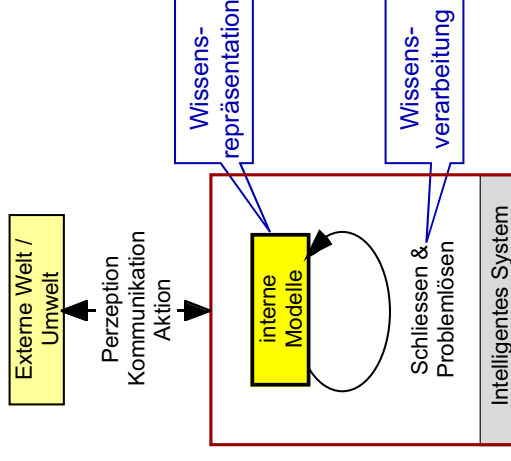 Externe Welt /
Umwelt
Perzeption
Kommunikation
Aktion
interne
Modelle
Schliessen &
Problemlösen
Intelligentes System
Wissens-
repräsentation
Wissens-
verarbeitung